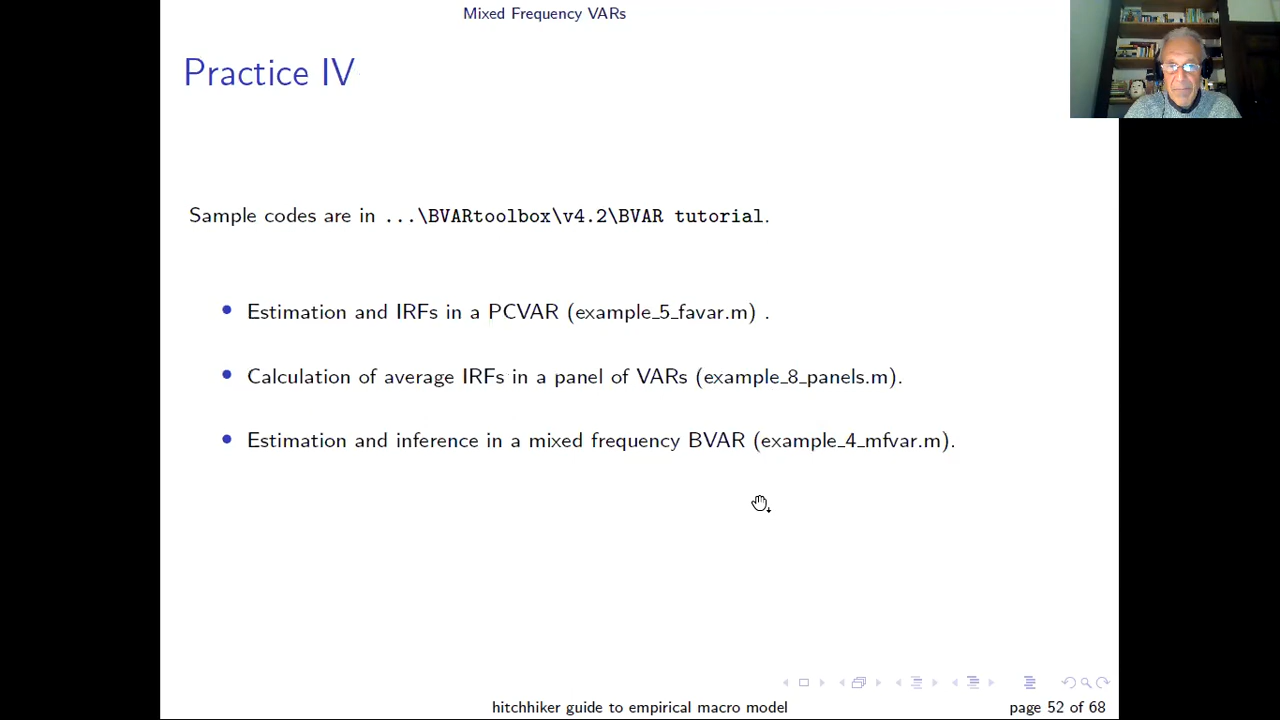 Mixed Frequency VARs
Practice IV
Sample codes are in ...\BVARtoolbox\v4.2\BVAR tutorial.
• Estimation and IRFs in a PCVAR (example_5_favar.m) .
• Calculation of average IRFs in a panel of VARs (example_8_panels.m).
• Estimation and inference in a mixed frequency BVAR (example_4_mfvar.m).
hitchhiker guide to empirical macro model
page 52 of 68